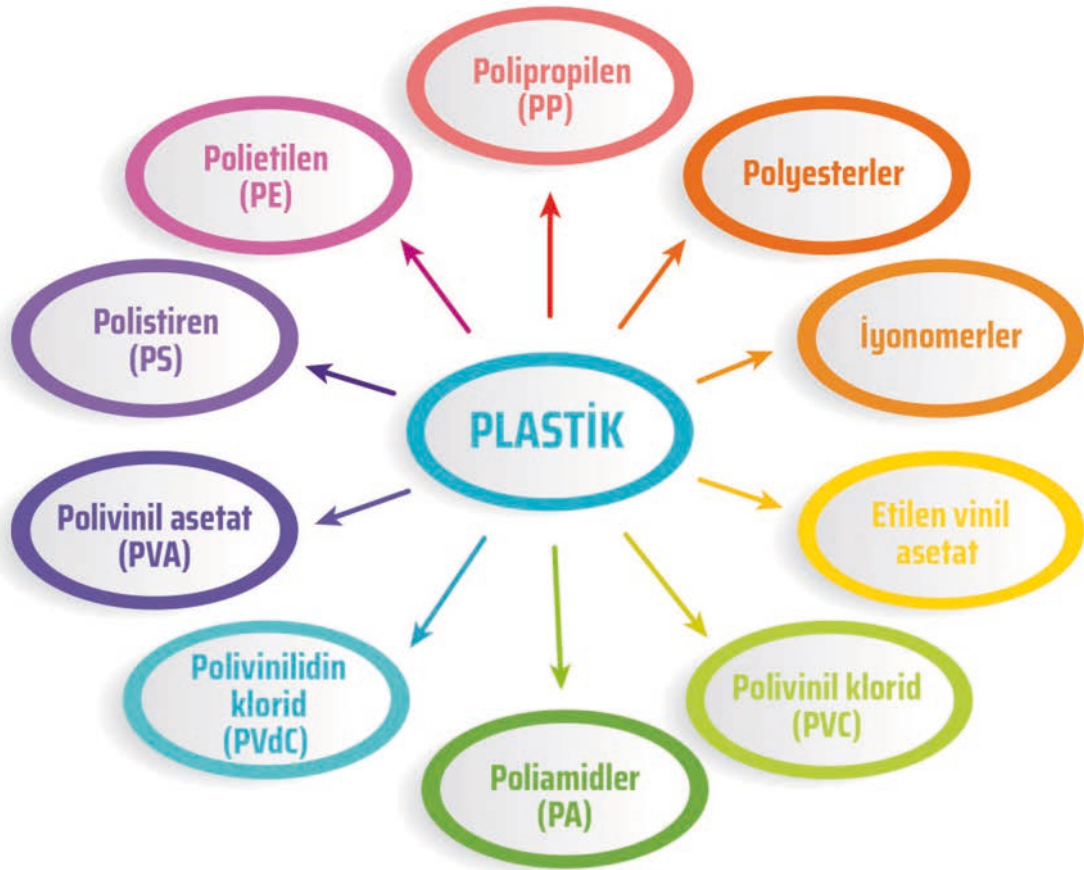 Polipropilen
(PP)
Polietilen
(PE)
Polyesterler
Polistiren
(PS)
İyonomerler
PLASTİK
Polivinil asetat
(PVA)
Etilen vinil
asetat
Polivinilidin
klorid
(PVdC)
Polivinil klorid
(PVC)
Poliamidler
(PA)